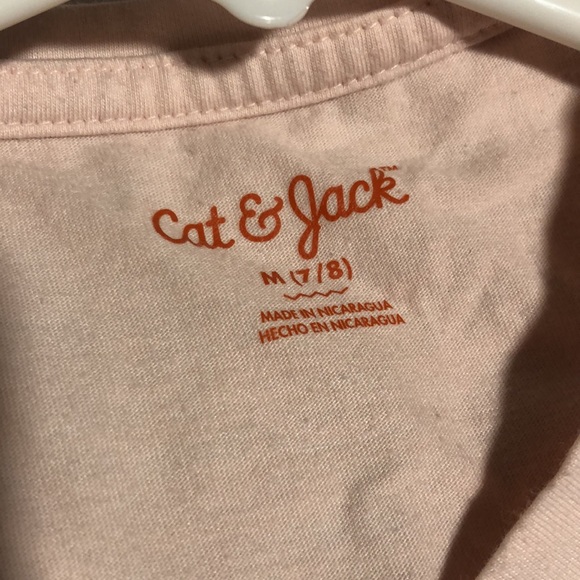 Cat & Jack™
M (7/8)
MADE IN NICARAGUA
HECHO EN NICARAGUA